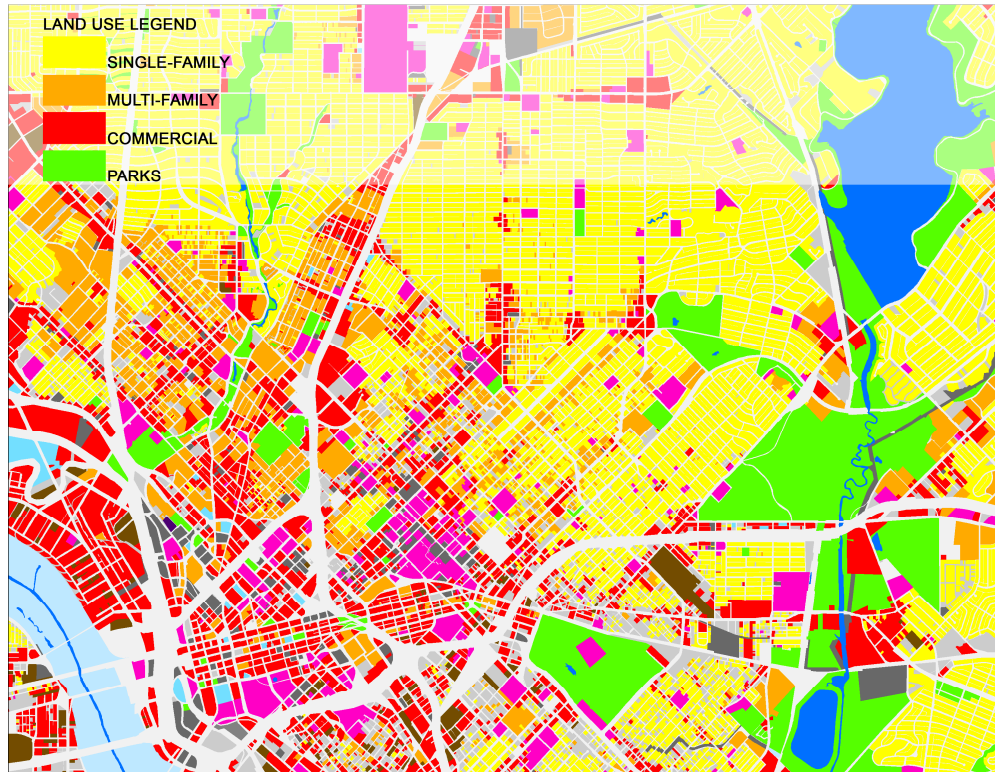 LAND USE LEGEND
SINGLE-FAMILY
MULTI-FAMILY
COMMERCIAL
PARKS